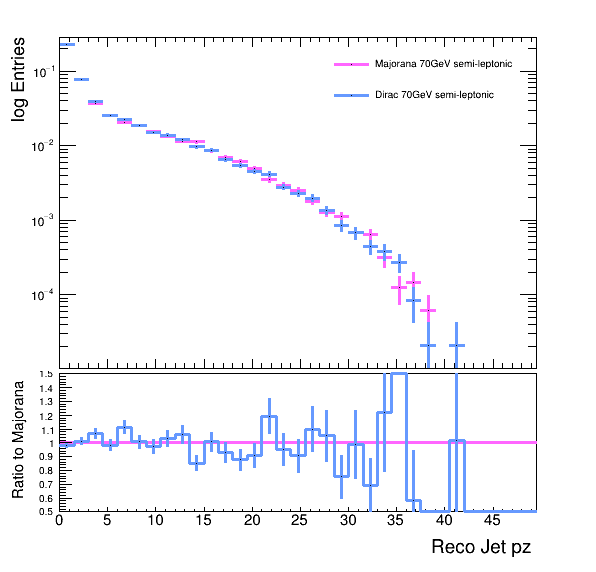 log Entries
10⁻¹
10⁻²
10⁻³
10⁻⁴
Majorana 70GeV semi-leptonic
Dirac 70GeV semi-leptonic
Ratio to Majorana
1.5
1.4
1.3
1.2
1.1
1
0.9
0.8
0.7
0.6
0.5
0 5 10 15 20 25 30 35 40 45
Reco Jet pz